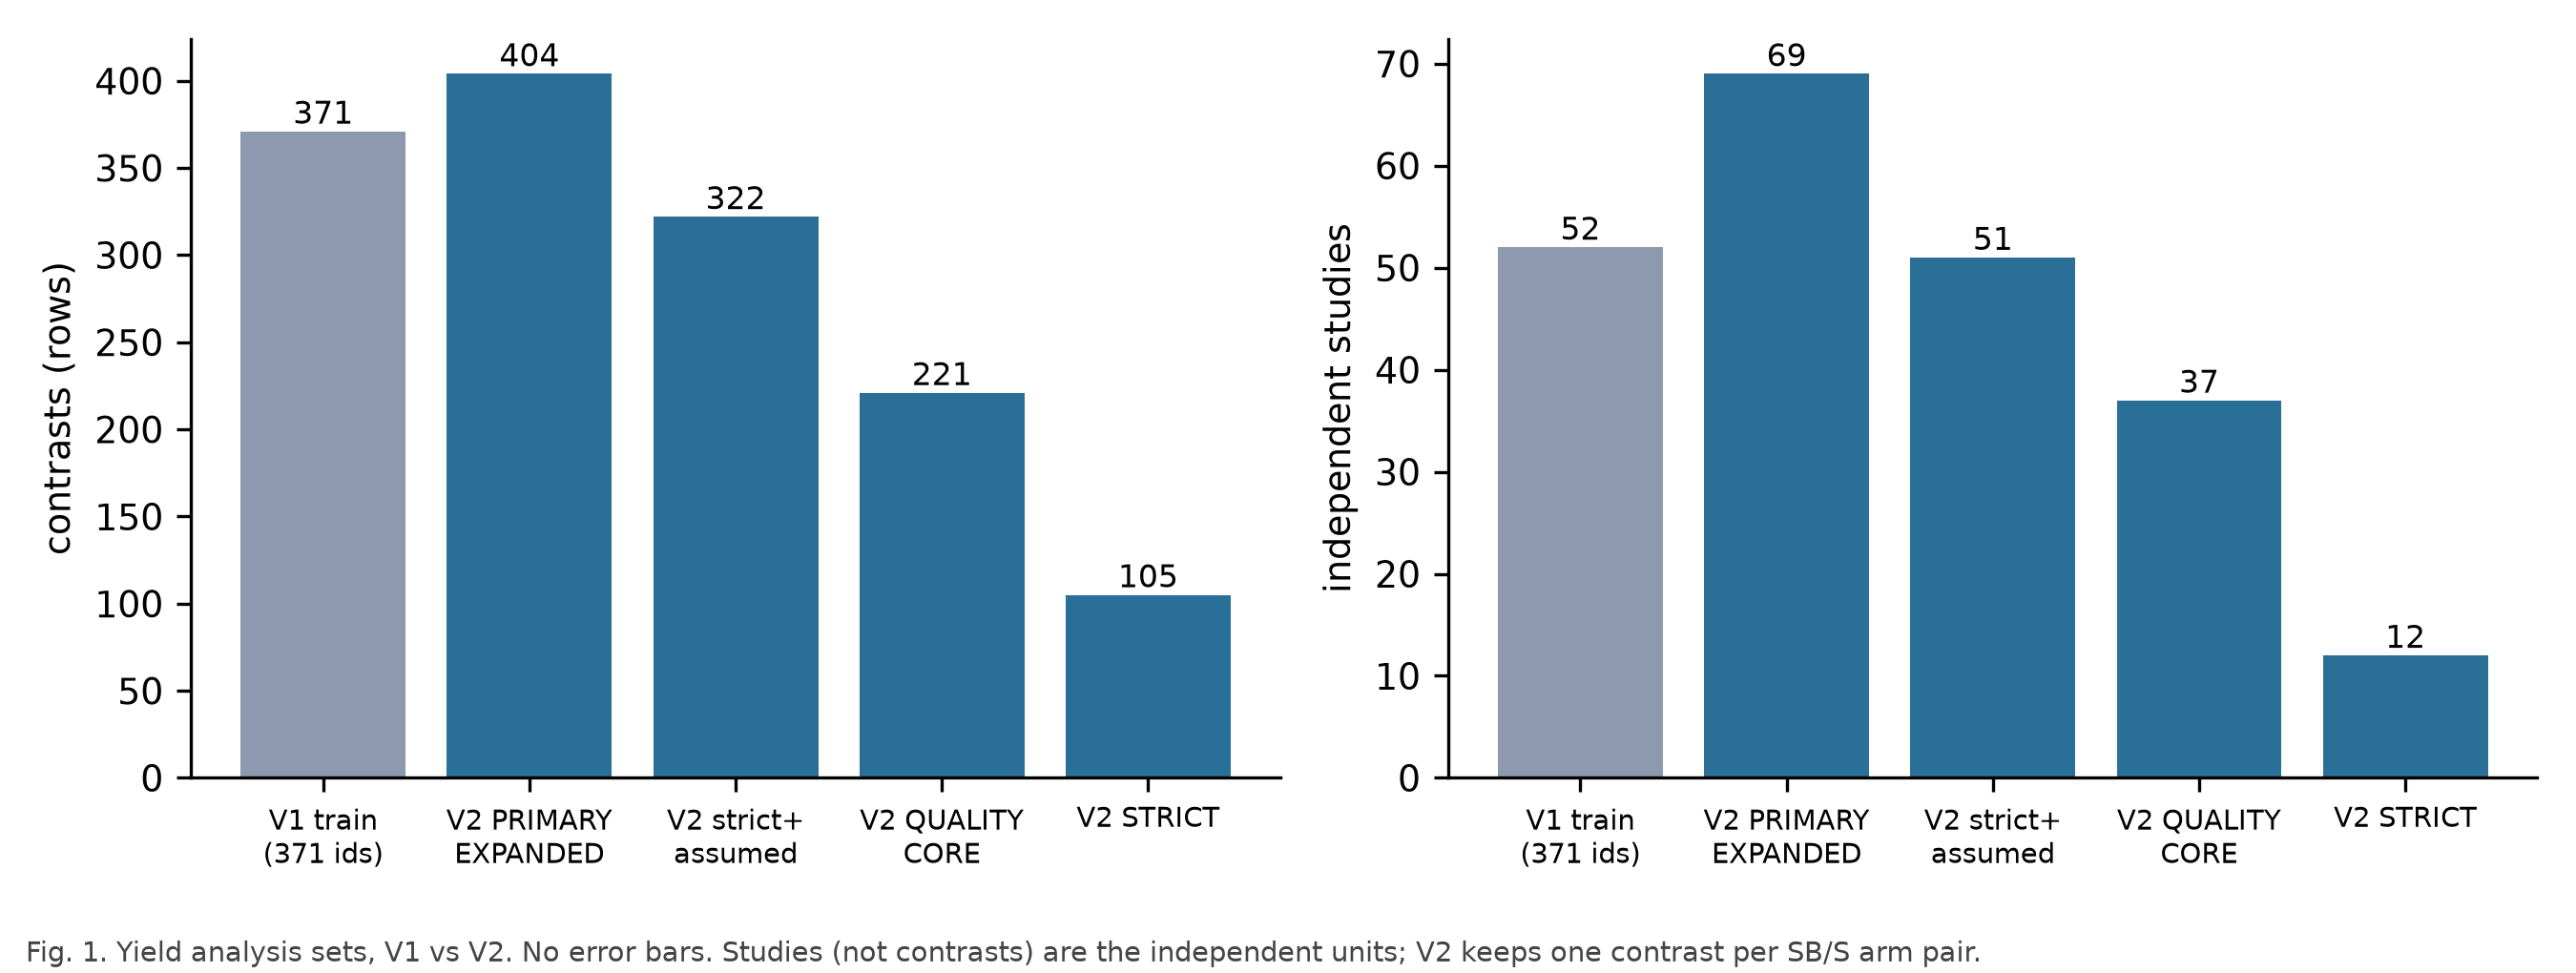 contrasts (rows)
400
350
300
250
200
150
100
50
0
371
404
322
221
105
V1 train
(371 ids)
V2 PRIMARY
EXPANDED
V2 strict+
assumed
V2 QUALITY
CORE
V2 STRICT
independent studies
70
60
50
40
30
20
10
0
52
69
51
37
12
V1 train
(371 ids)
V2 PRIMARY
EXPANDED
V2 strict+
assumed
V2 QUALITY
CORE
V2 STRICT
Fig. 1. Yield analysis sets, V1 vs V2. No error bars. Studies (not contrasts) are the independent units; V2 keeps one contrast per SB/S arm pair.